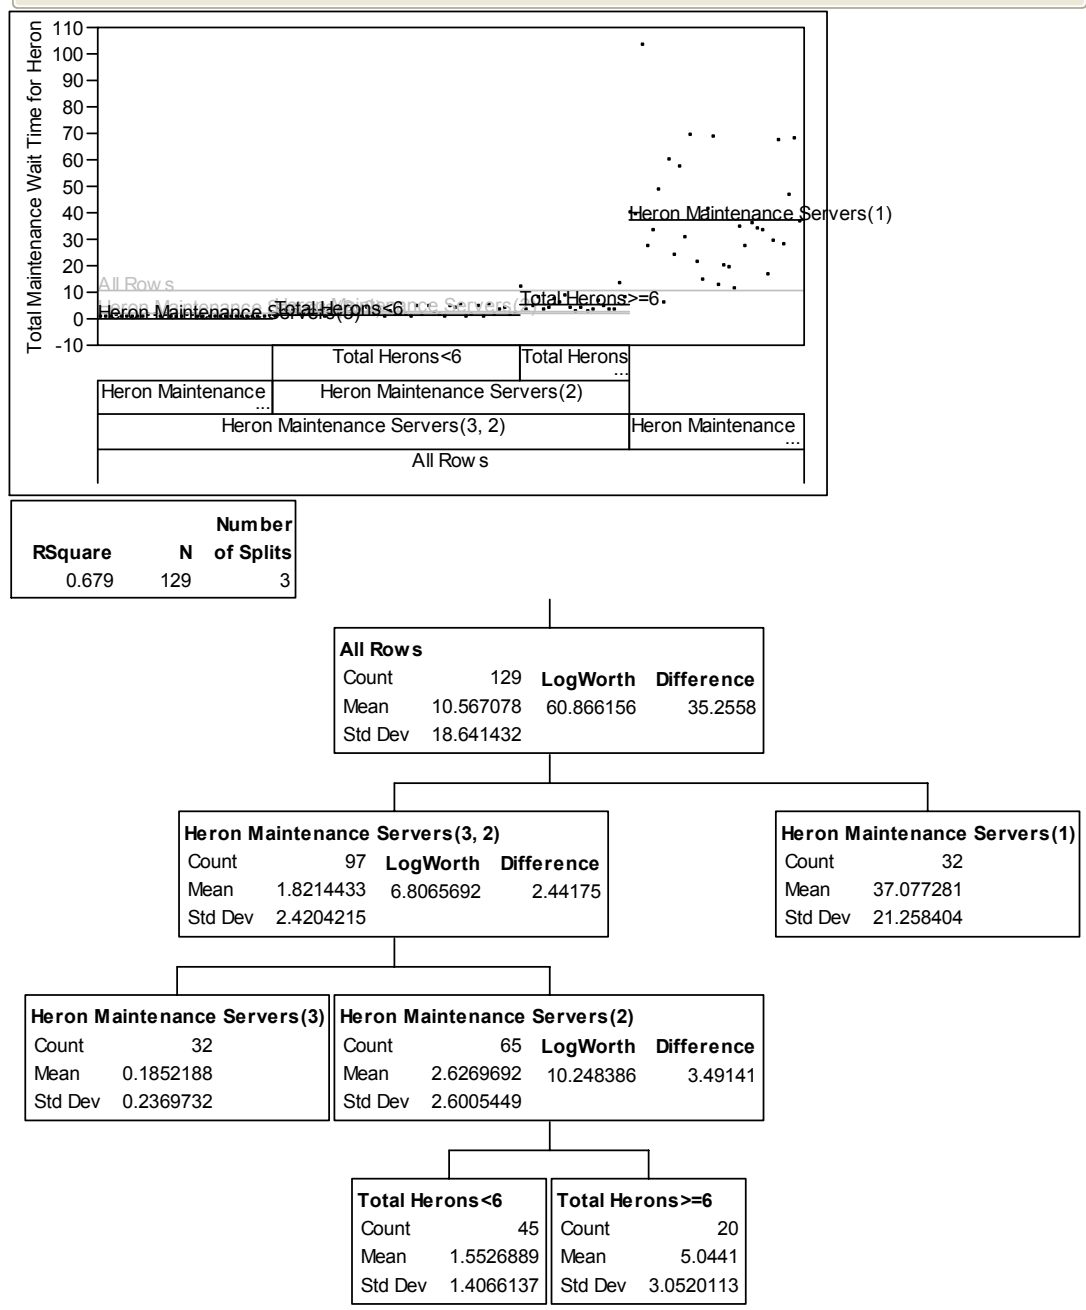 Total Maintenance Wait Time for Heron
110
100
90
80
70
60
50
40
30
20
10
0
-10
Heron Maintenance Servers(1)
All Rows
Total Herons>=6
Total Herons<6
Total Herons<6
Total Herons
...
Heron Maintenance
...
Heron Maintenance Servers(2)
Heron Maintenance Servers(3, 2)
Heron Maintenance
...
All Rows
Number
RSquare N of Splits
0.679 129 3
All Rows
Count 129 LogWorth Difference
Mean 10.567078 60.866156 35.2558
Std Dev 18.641432
Heron Maintenance Servers(3, 2)
Count 97 LogWorth Difference
Mean 1.8214433 6.8065692 2.44175
Std Dev 2.4204215
Heron Maintenance Servers(1)
Count 32
Mean 37.077281
Std Dev 21.258404
Heron Maintenance Servers(3)
Count 32
Mean 0.1852188
Std Dev 0.2369732
Heron Maintenance Servers(2)
Count 65 LogWorth Difference
Mean 2.6269692 10.248386 3.49141
Std Dev 2.6005449
Total Herons<6
Count 45
Mean 1.5526889
Std Dev 1.4066137
Total Herons>=6
Count 20
Mean 5.0441
Std Dev 3.0520113